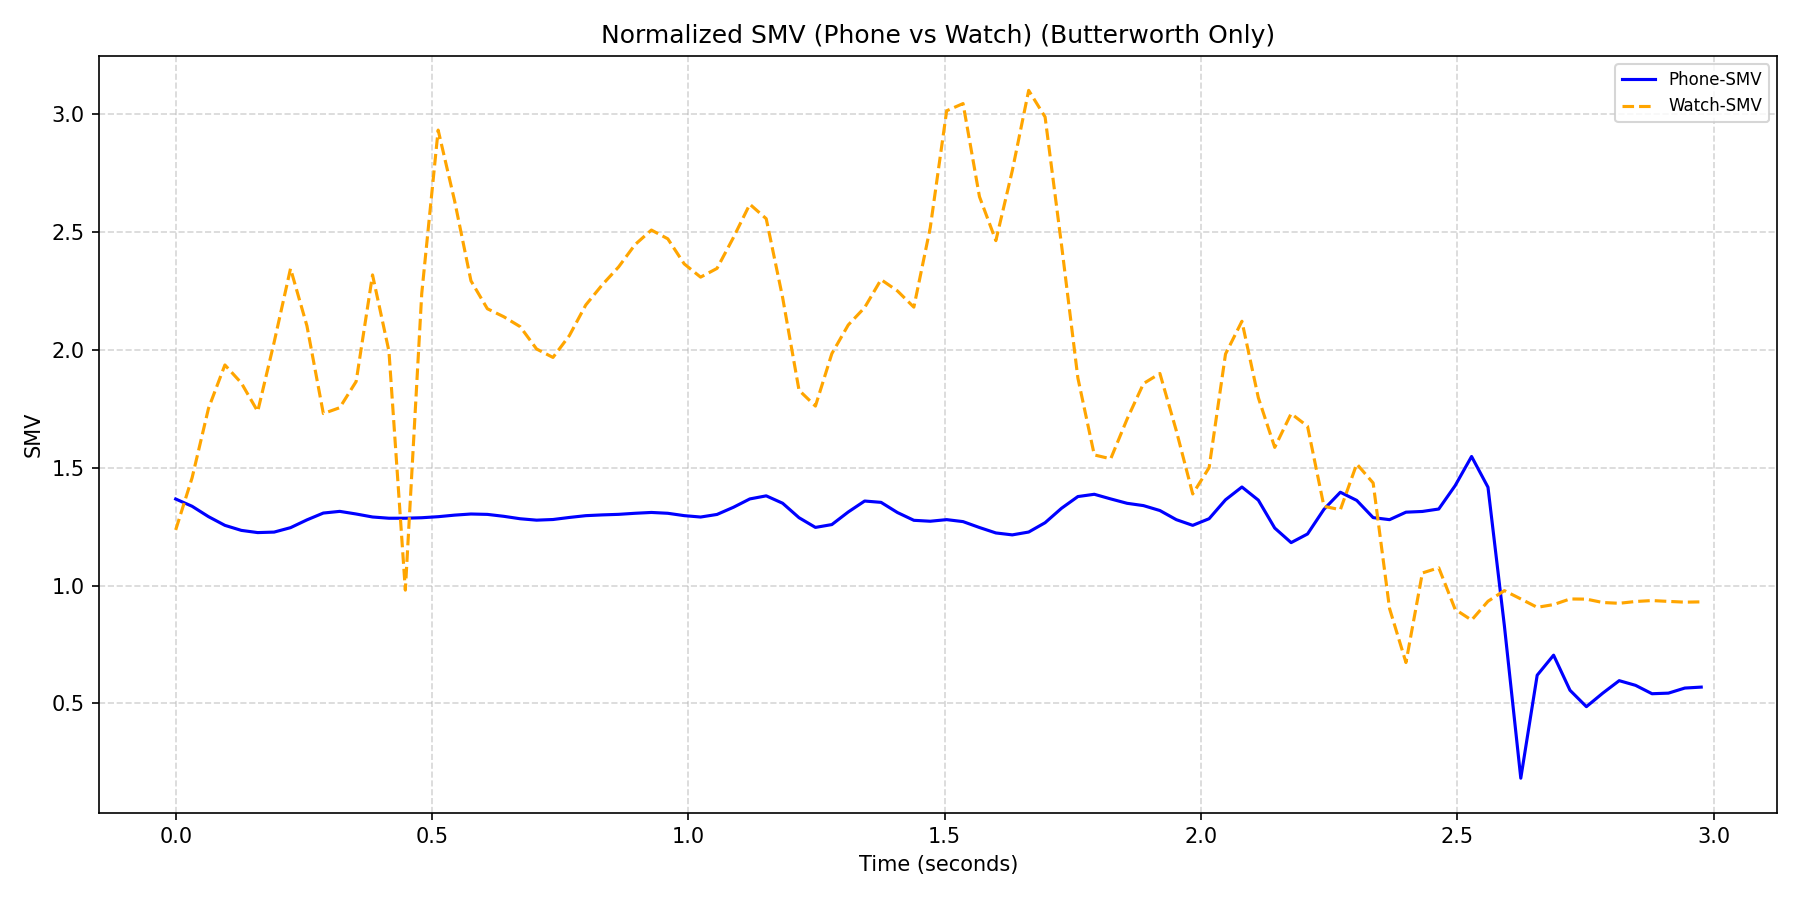 Normalized SMV (Phone vs Watch) (Butterworth Only)
Phone-SMV
Watch-SMV
SMV
3.0
2.5
2.0
1.5
1.0
0.5
0.0 0.5 1.0 1.5 2.0 2.5 3.0
Time (seconds)